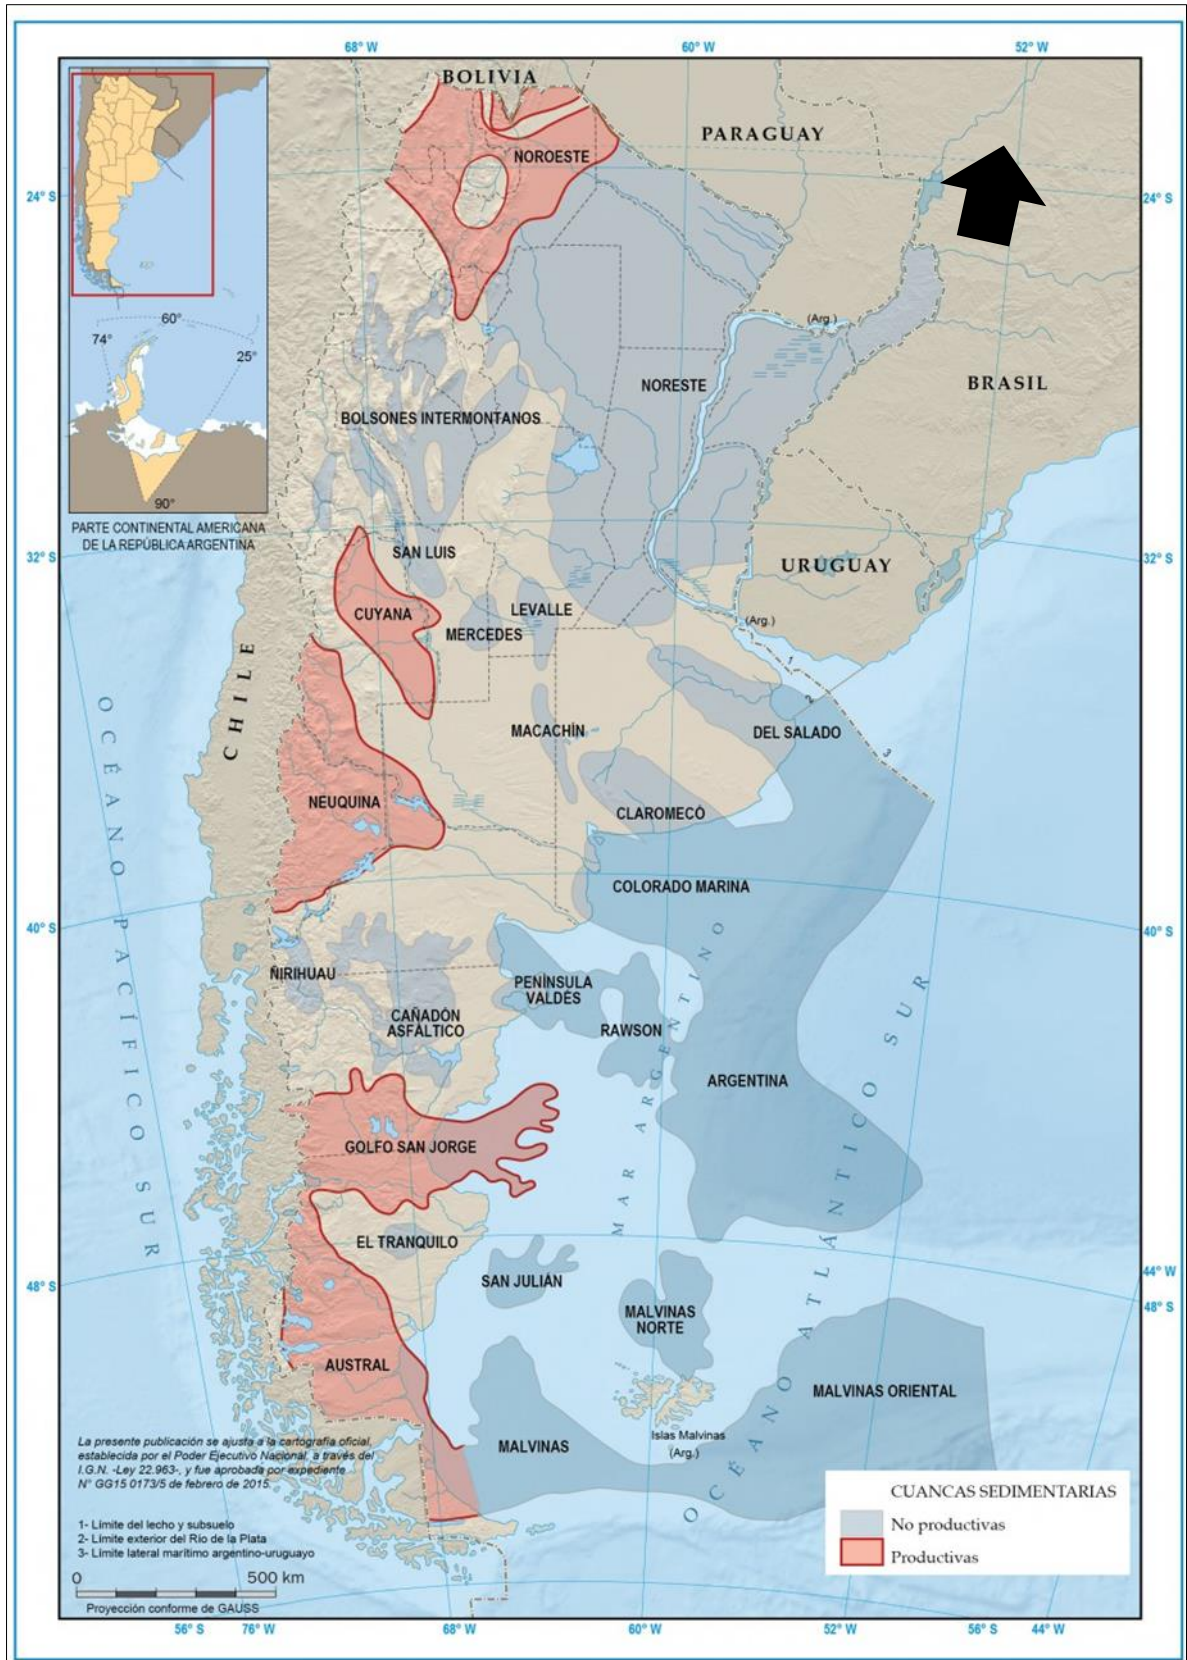 68° W
60° W
52° W
BOLIVIA
PARAGUAY
NOROESTE
24° S
24° S
60°
74°
25°
90°
PARTE CONTINENTAL AMERICANA
DE LA REPÚBLICA ARGENTINA
(Arg.)
NORESTE
BRASIL
BOLSONES INTERMONTANOS
32° S
32° S
SAN LUIS
URUGUAY
CUYANA
LEVALLE
MERCEDES
(Arg.)
1
2
3
CHILE
MACACHÍN
DEL SALADO
NEUQUINA
CLAROMECÓ
COLORADO MARINA
OCÉANO PACÍFICO SUR
40° S
40° S
ÑIRIHUAU
PENÍNSULA
VALDÉS
CAÑADÓN
ASFÁLTICO
RAWSON
ARGENTINA
MAR ARGENTINO
OCÉANO ATLÁNTICO SUR
GOLFO SAN JORGE
EL TRANQUILO
SAN JULIÁN
48° S
44° W
48° S
MALVINAS
NORTE
AUSTRAL
MALVINAS ORIENTAL
Islas Malvinas
(Arg.)
MALVINAS
La presente publicación se ajusta a la cartografía oficial,
establecida por el Poder Ejecutivo Nacional, a través del
I.G.N. -Ley 22.963-, y fue aprobada por expediente
N° GG15 0173/5 de febrero de 2015.
1- Límite del lecho y subsuelo
2- Límite exterior del Río de la Plata
3- Límite lateral marítimo argentino-uruguayo
0 500 km
Proyección conforme de GAUSS
CUANCAS SEDIMENTARIAS
No productivas
Productivas
56° S
76° W
68° W
60° W
52° W
56° S
44° W